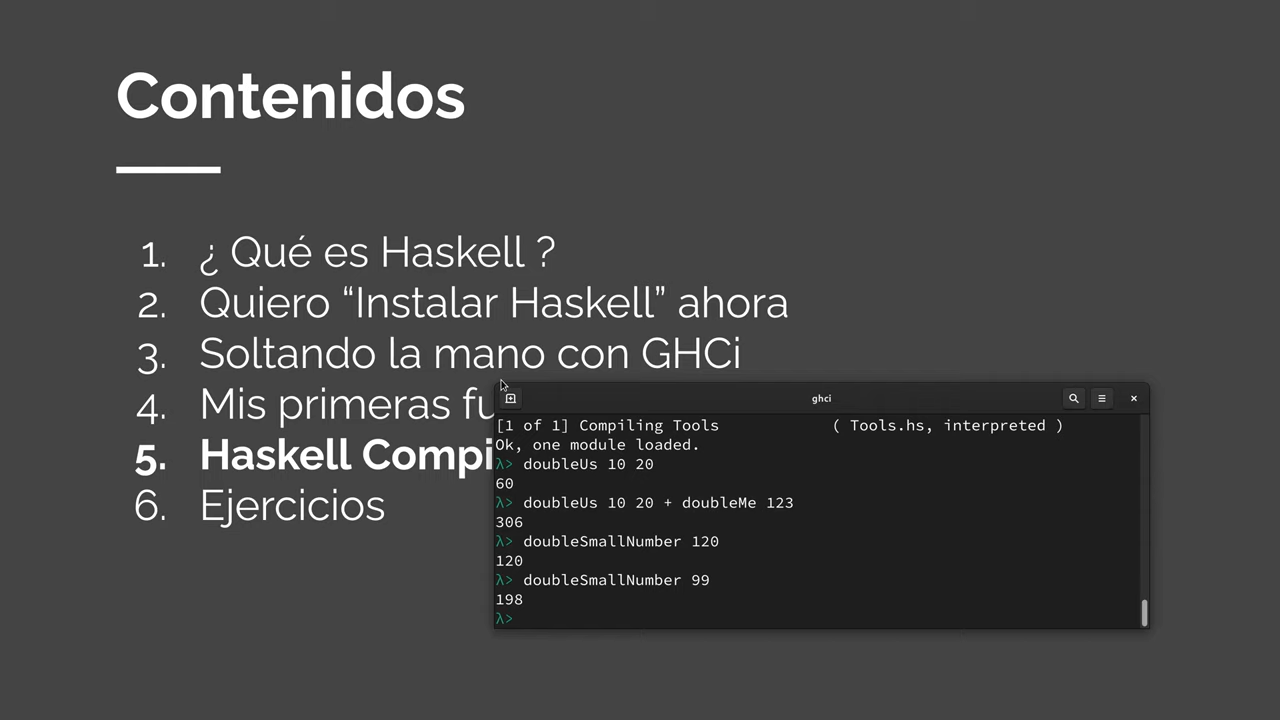 Contenidos
1. ¿ Qué es Haskell ?
2. Quiero “Instalar Haskell” ahora
3. Soltando la mano con GHCi
4. Mis primeras
5. Haskell
6. Ejercicios
ghci
[1 of 1] Compiling Tools ( Tools.hs, interpreted )
Ok, one module loaded.
λ> doubleUs 10 20
60
λ> doubleUs 10 20 + doubleMe 123
306
λ> doubleSmallNumber 120
120
λ> doubleSmallNumber 99
198
λ>